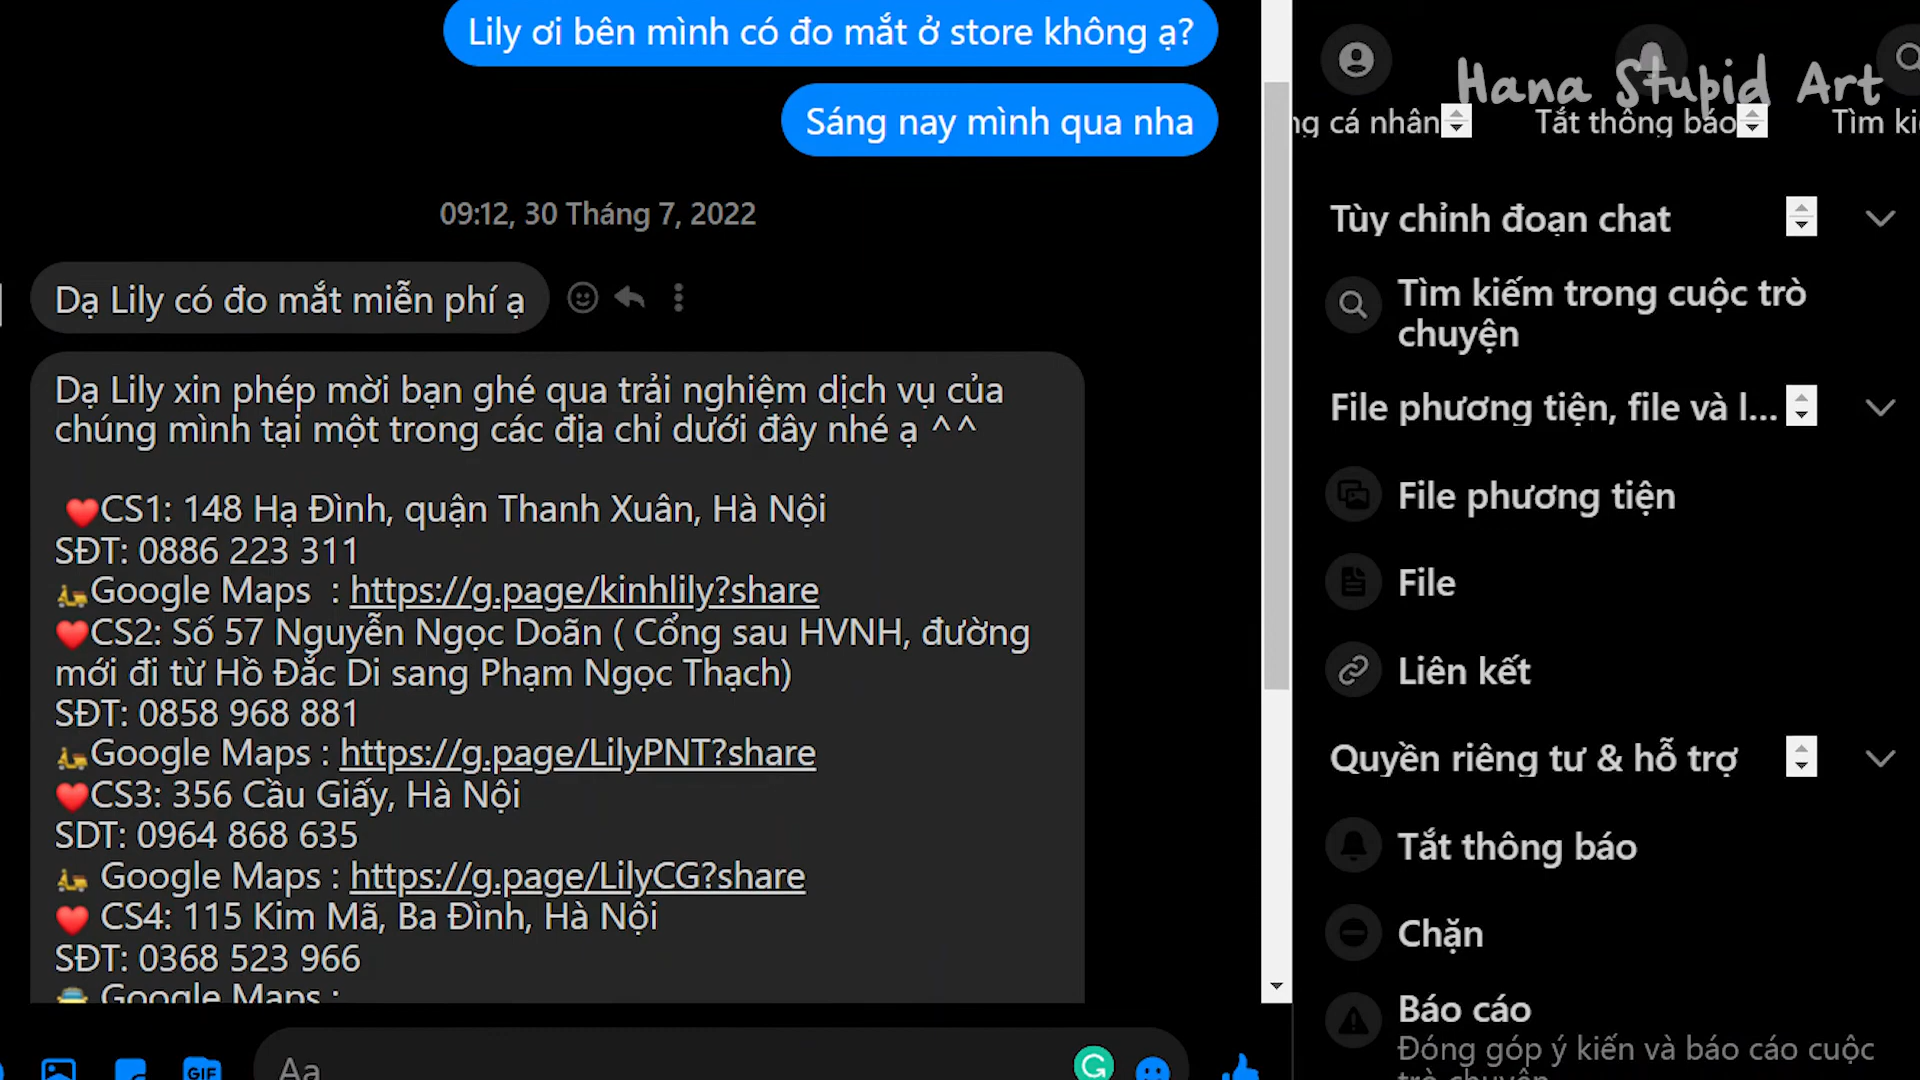 Lily ơi bên mình có đo mắt ở store không ạ?
Sáng nay mình qua nha
09:12, 30 Tháng 7, 2022
Dạ Lily có đo mắt miễn phí ạ
Dạ Lily xin phép mời bạn ghé qua trải nghiệm dịch vụ của
chúng mình tại một trong các địa chỉ dưới đây nhé ạ ^^
❤️CS1: 148 Hạ Đình, quận Thanh Xuân, Hà Nội
SĐT: 0886 223 311
🛵Google Maps : https://g.page/kinhlily?share
❤️CS2: Số 57 Nguyễn Ngọc Doãn ( Cổng sau HVNH, đường
mới đi từ Hồ Đắc Di sang Phạm Ngọc Thạch)
SĐT: 0858 968 881
🛵Google Maps : https://g.page/LilyPNT?share
❤️CS3: 356 Cầu Giấy, Hà Nội
SDT: 0964 868 635
🛵 Google Maps : https://g.page/LilyCG?share
❤️ CS4: 115 Kim Mã, Ba Đình, Hà Nội
SĐT: 0368 523 966
🚖 Google Maps :
GIF
Aa
Hana Stupid Art
cá nhân
Tắt thông báo
Tìm
Tùy chỉnh đoạn chat
Tìm kiếm trong cuộc trò
chuyện
File phương tiện, file và l...
File phương tiện
File
Liên kết
Quyền riêng tư & hỗ trợ
Tắt thông báo
Chặn
Báo cáo
Đóng góp ý kiến và báo cáo cuộc
trò chuyện